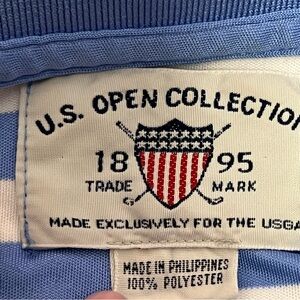 U.S. OPEN COLLECTION
18 95
TRADE MARK
MADE EXCLUSIVELY FOR THE USGA
MADE IN PHILIPPINES
100% POLYESTER